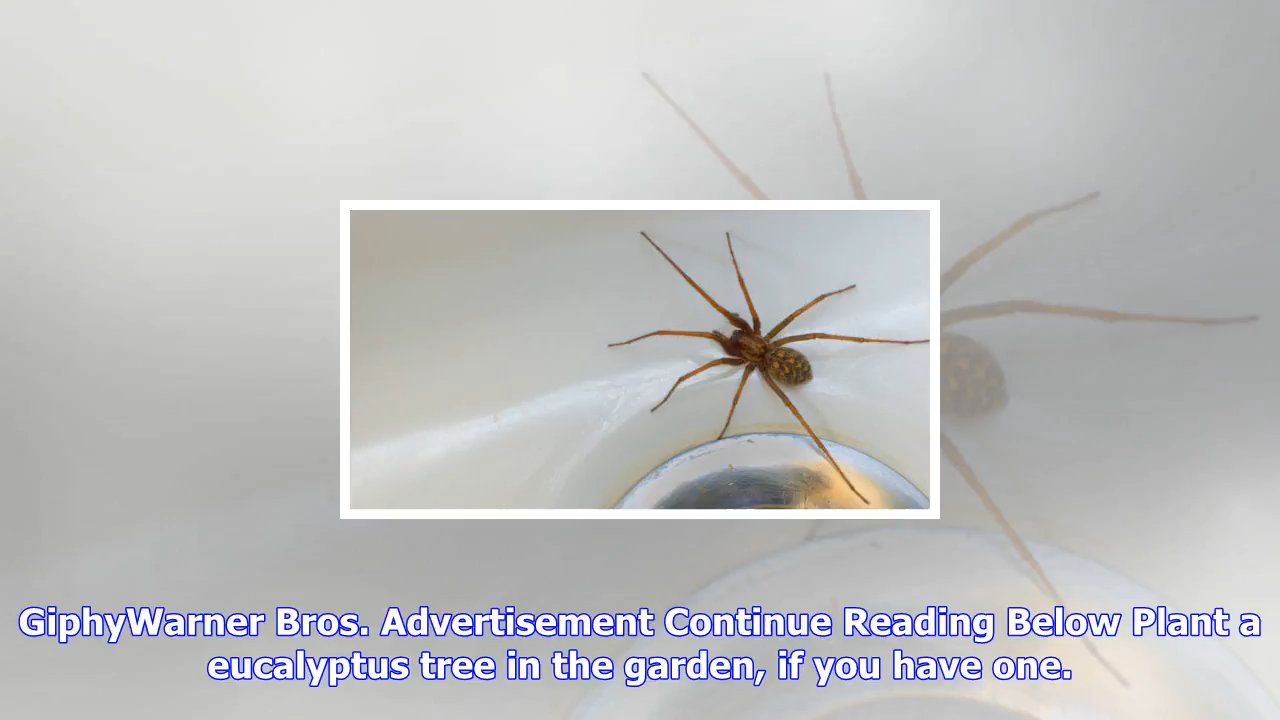 GiphyWarner Bros. Advertisement Continue Reading Below Plant a
eucalyptus tree in the garden, if you have one.